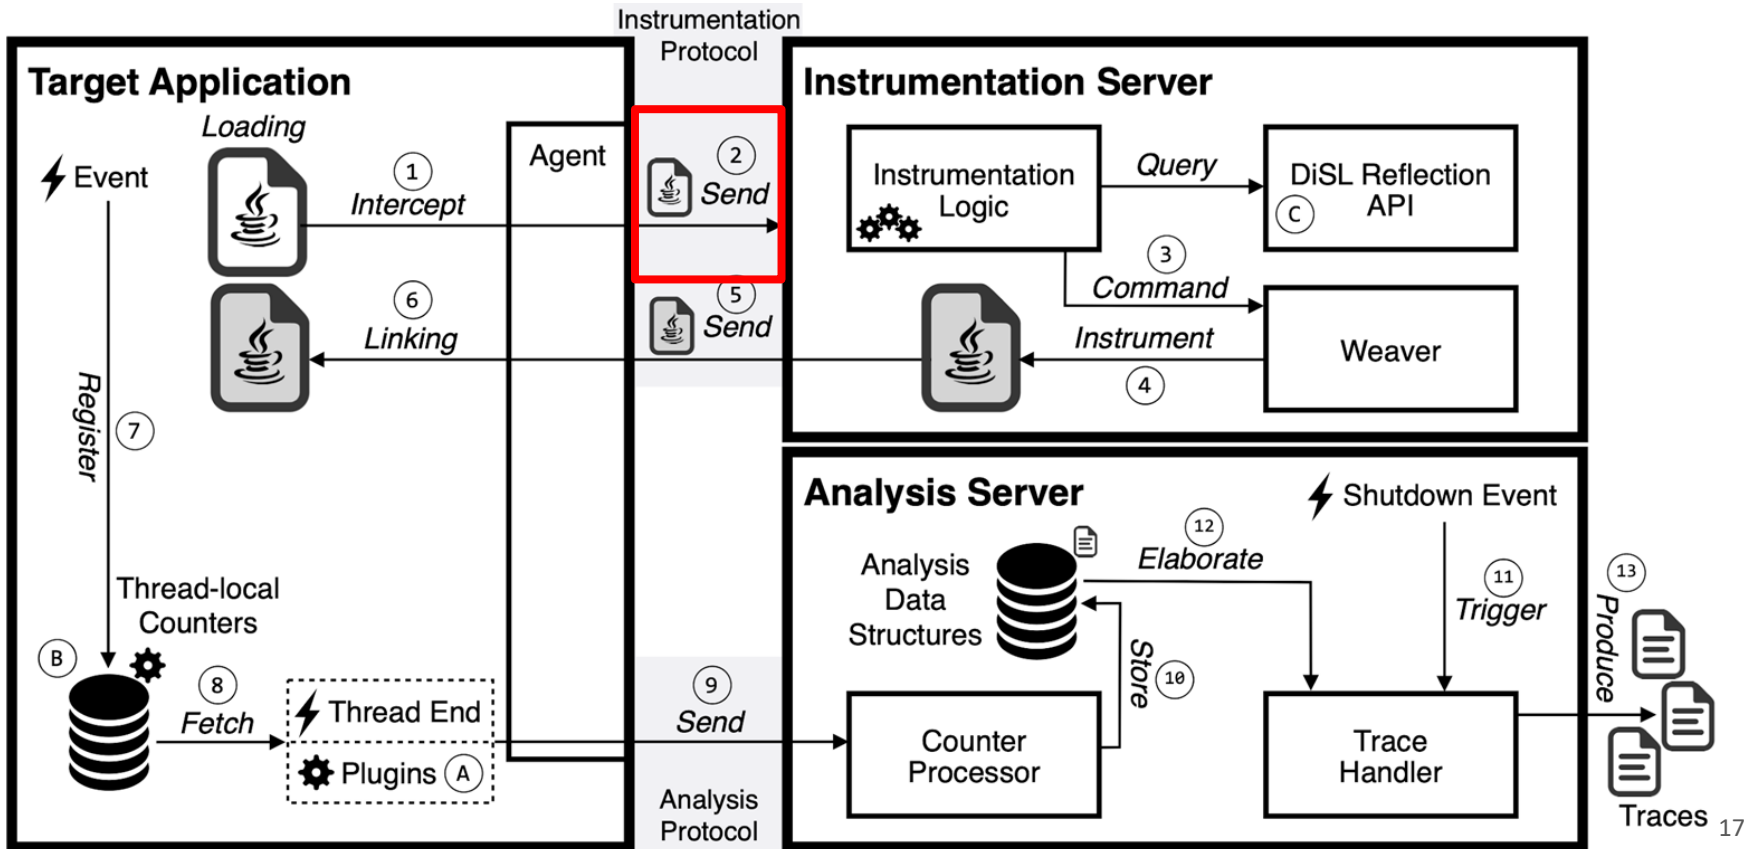 Instrumentation
Protocol
Target Application
Loading
Event
1
Intercept
Agent
2
Send
6
Linking
5
Send
Register
7
Thread-local
Counters
B
8
Fetch
Thread End
Plugins A
9
Send
Analysis
Protocol
Instrumentation Server
Instrumentation
Logic
Query
DiSL Reflection
API
C
3
Command
Instrument
4
Weaver
Analysis Server
Shutdown Event
12
Elaborate
Analysis
Data
Structures
11
Trigger
13
Produce
Store
10
Counter
Processor
Trace
Handler
Traces
17